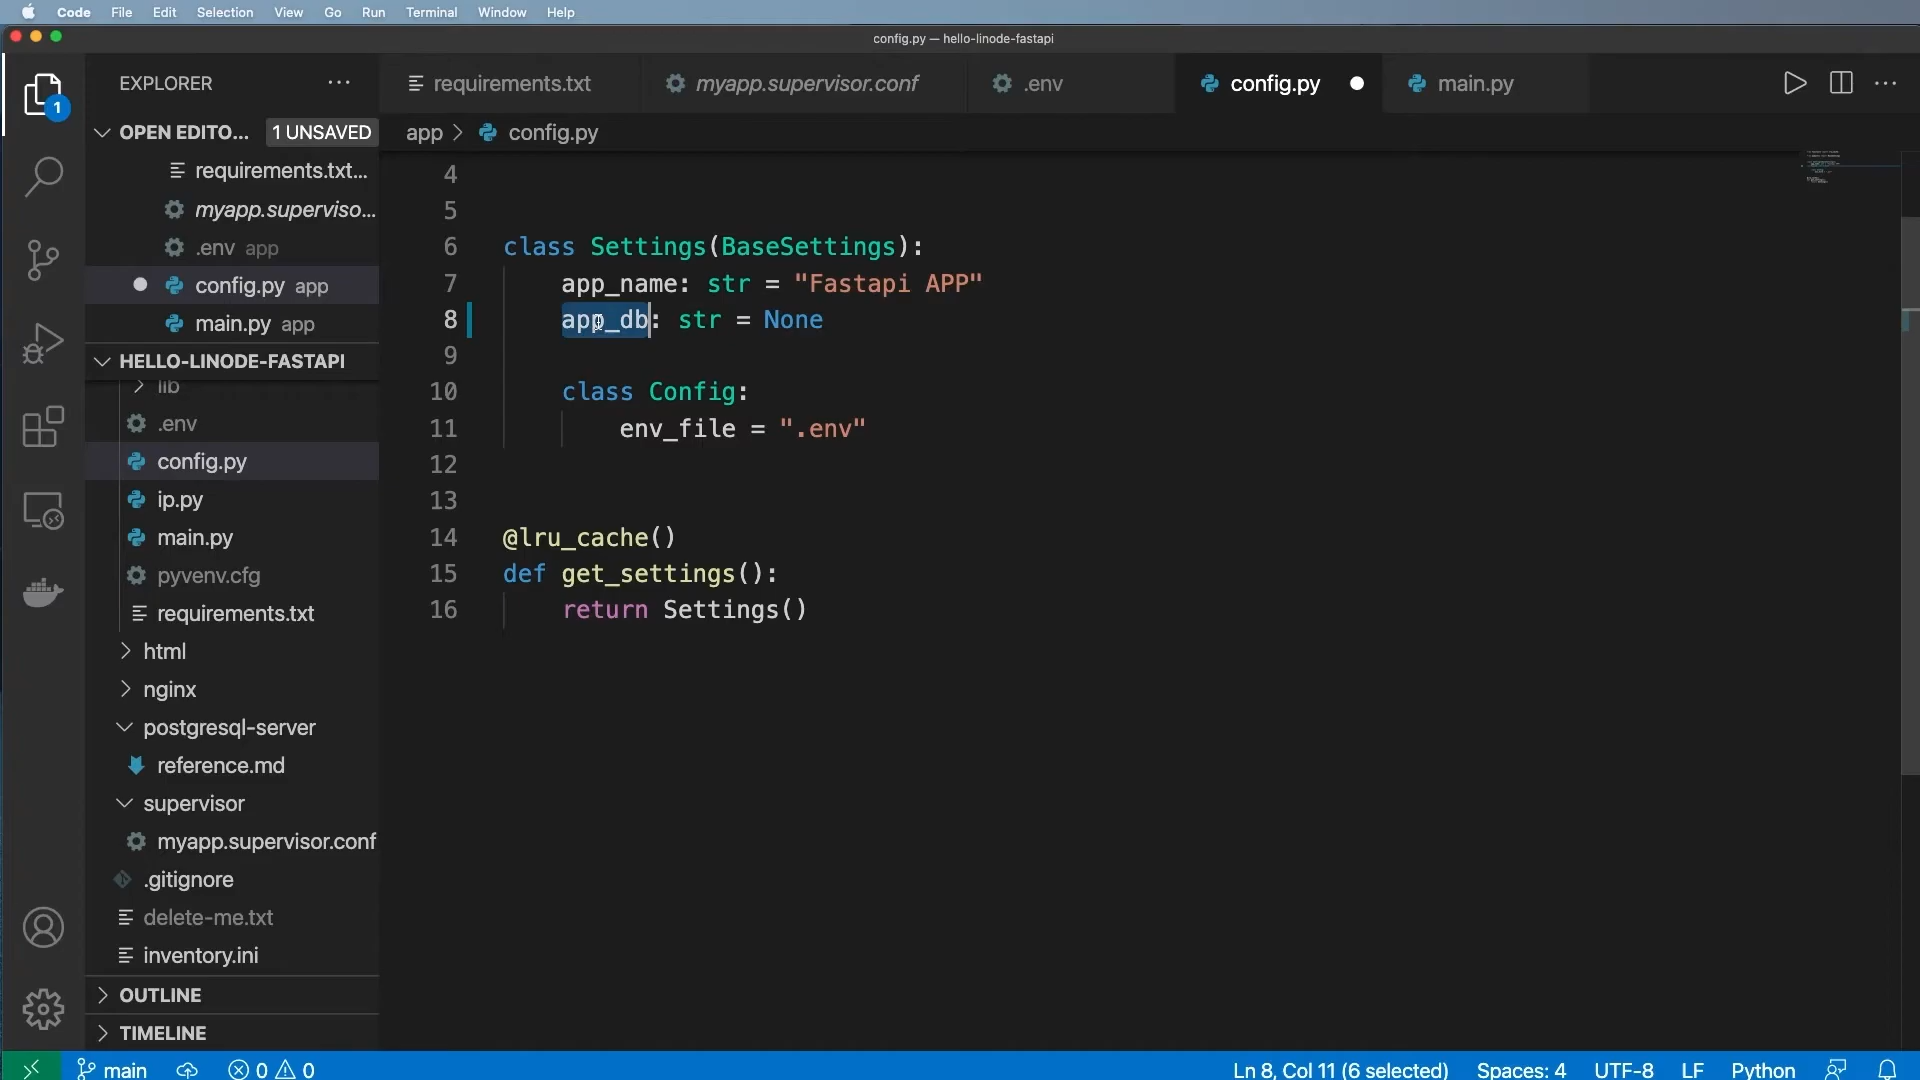 Code File Edit Selection View Go Run Terminal Window Help
config.py — hello-linode-fastapi
EXPLORER
requirements.txt
myapp.supervisor.conf
.env
config.py
main.py
1
OPEN EDITO... 1 UNSAVED
requirements.txt...
myapp.superviso...
.env app
config.py app
main.py app
HELLO-LINODE-FASTAPI
lib
.env
config.py
ip.py
main.py
pyvenv.cfg
requirements.txt
html
nginx
postgresql-server
reference.md
supervisor
myapp.supervisor.conf
.gitignore
delete-me.txt
inventory.ini
OUTLINE
TIMELINE
app > config.py
4
5
6 class Settings(BaseSettings):
7 app_name: str = "Fastapi APP"
8 app_db: str = None
9
10 class Config:
11 env_file = ".env"
12
13
14 @lru_cache()
15 def get_settings():
16 return Settings()
main 0 0 Ln 8, Col 11 (6 selected) Spaces: 4 UTF-8 LF Python